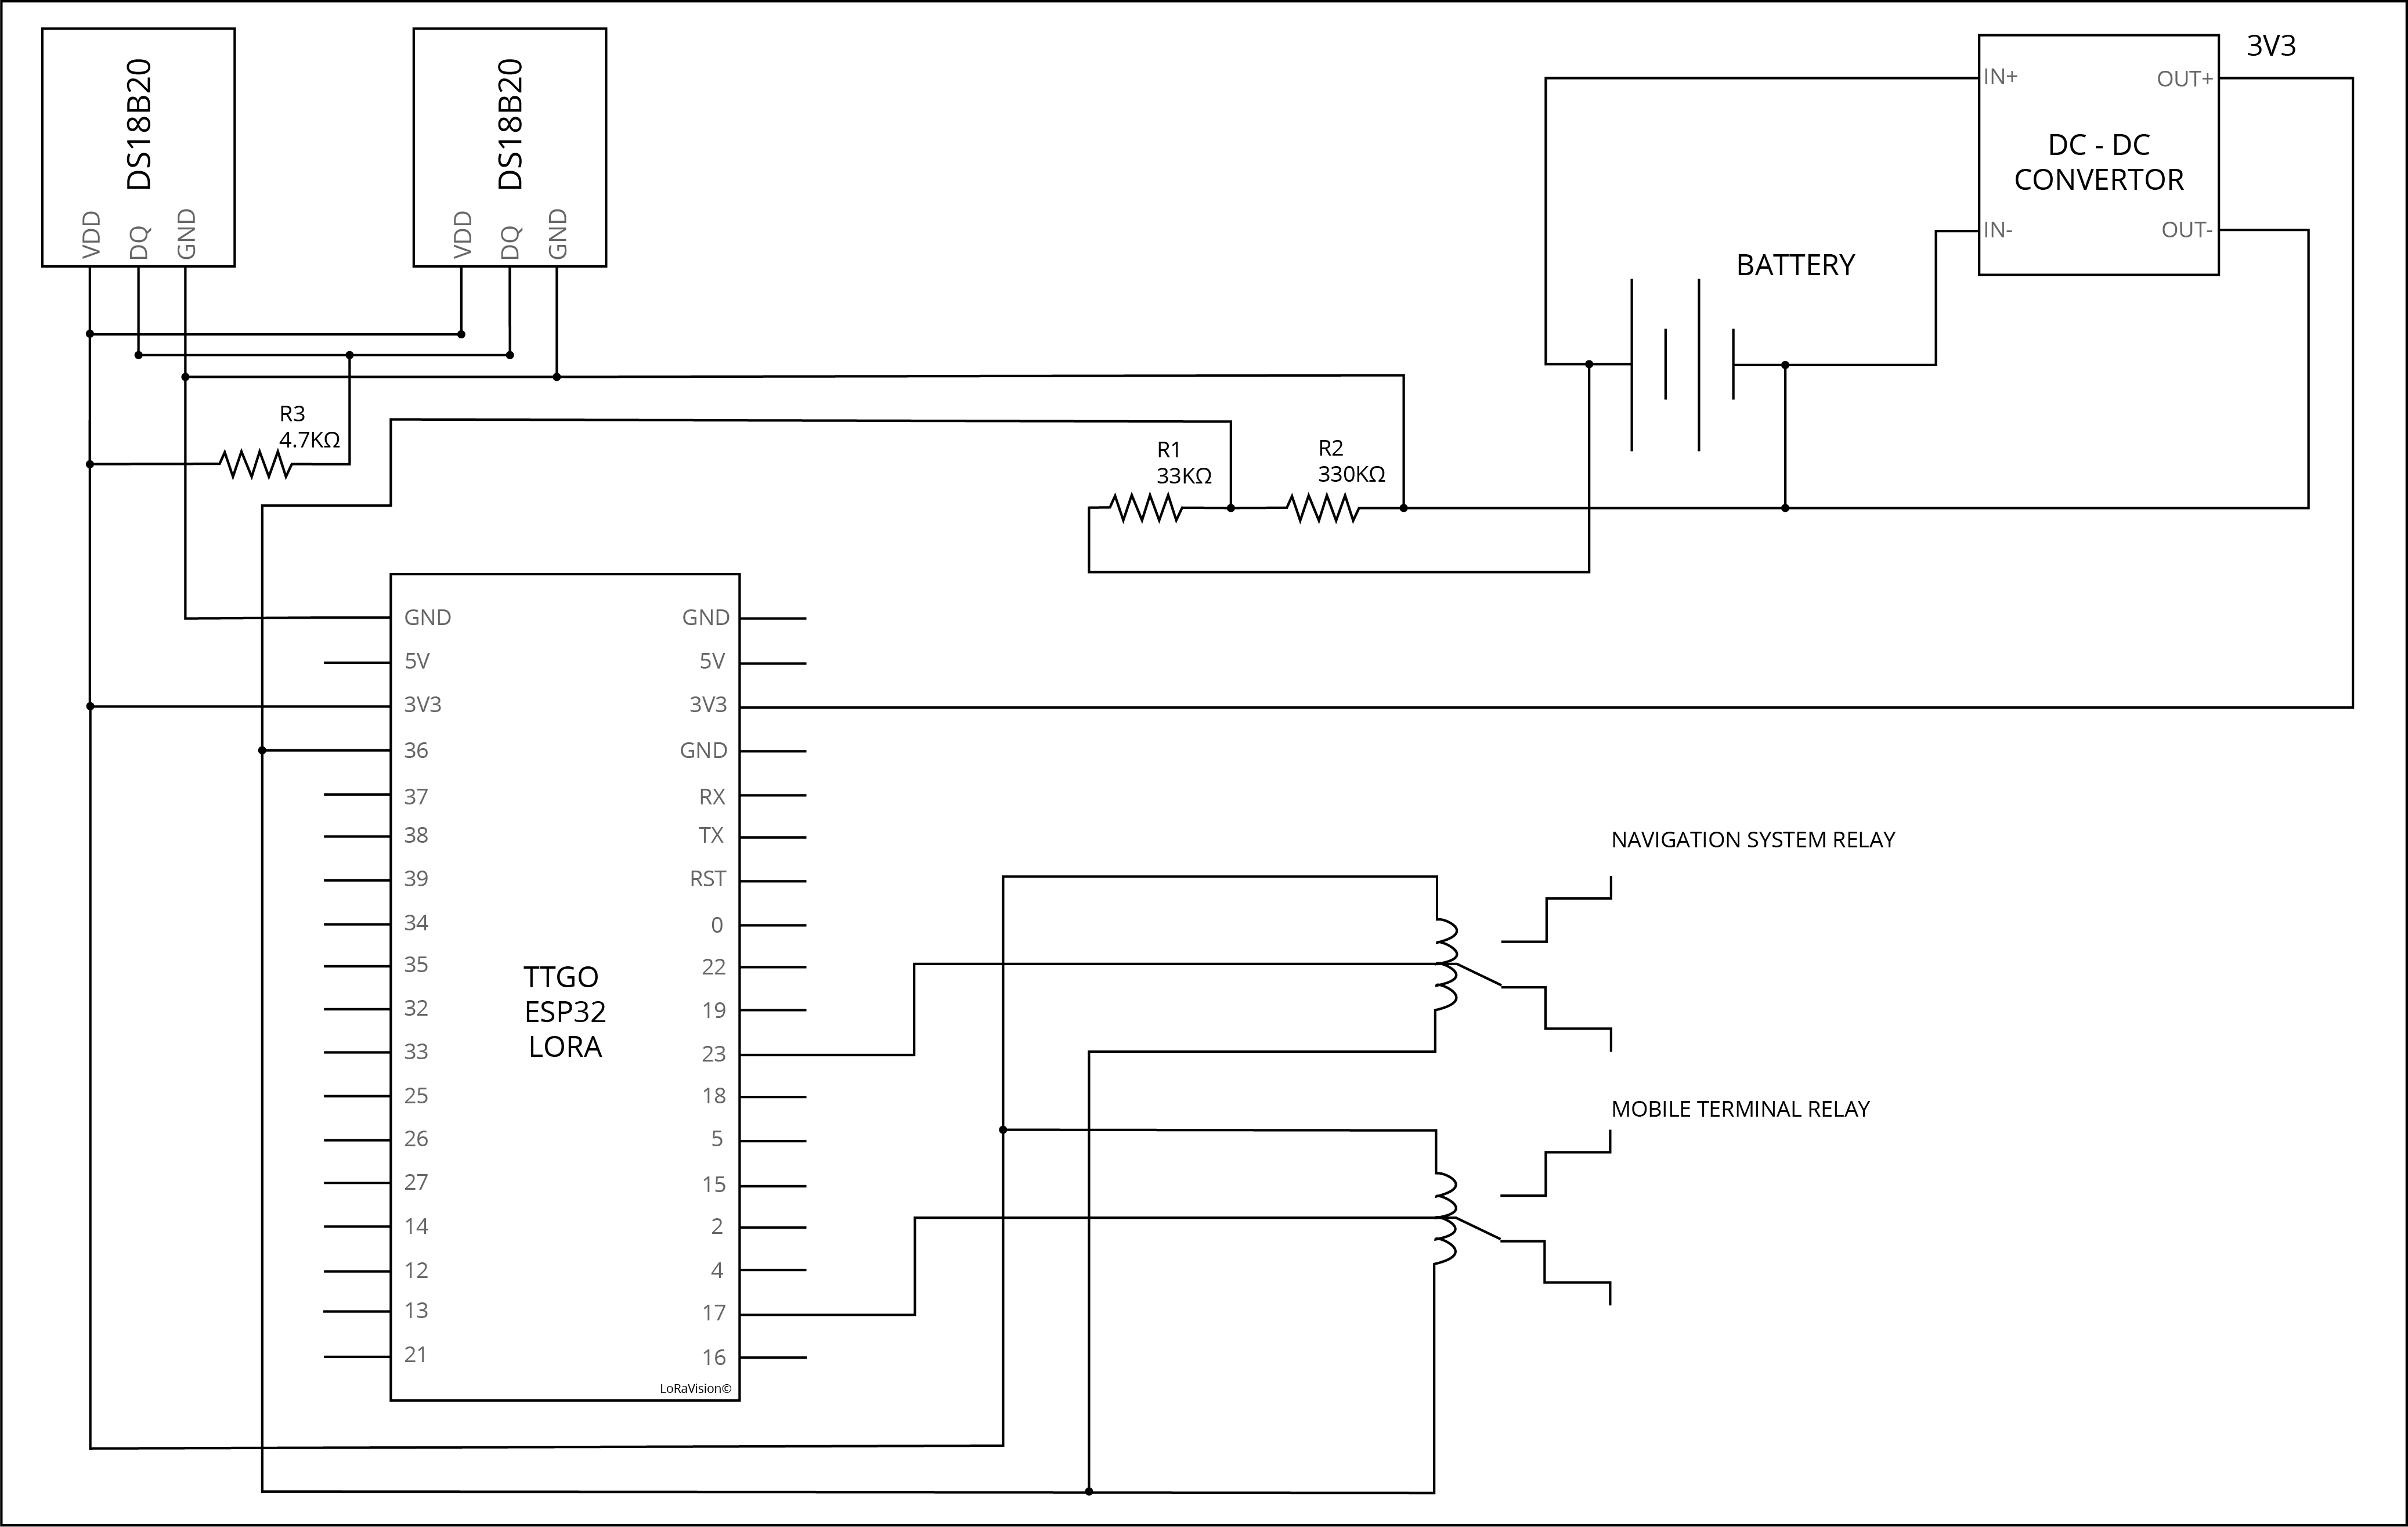 DS18B20
VDD
DQ
GND
DS18B20
VDD
DQ
GND
3V3
IN+
OUT+
DC - DC
CONVERTOR
IN-
OUT-
BATTERY
R3
4.7KΩ
R1
33KΩ
R2
330KΩ
GND
5V
3V3
36
37
38
39
34
35
32
33
25
26
27
14
12
13
21
GND
5V
3V3
GND
RX
TX
RST
0
22
19
23
18
5
15
2
4
17
16
TTGO
ESP32
LORA
LoRaVision©
NAVIGATION SYSTEM RELAY
MOBILE TERMINAL RELAY